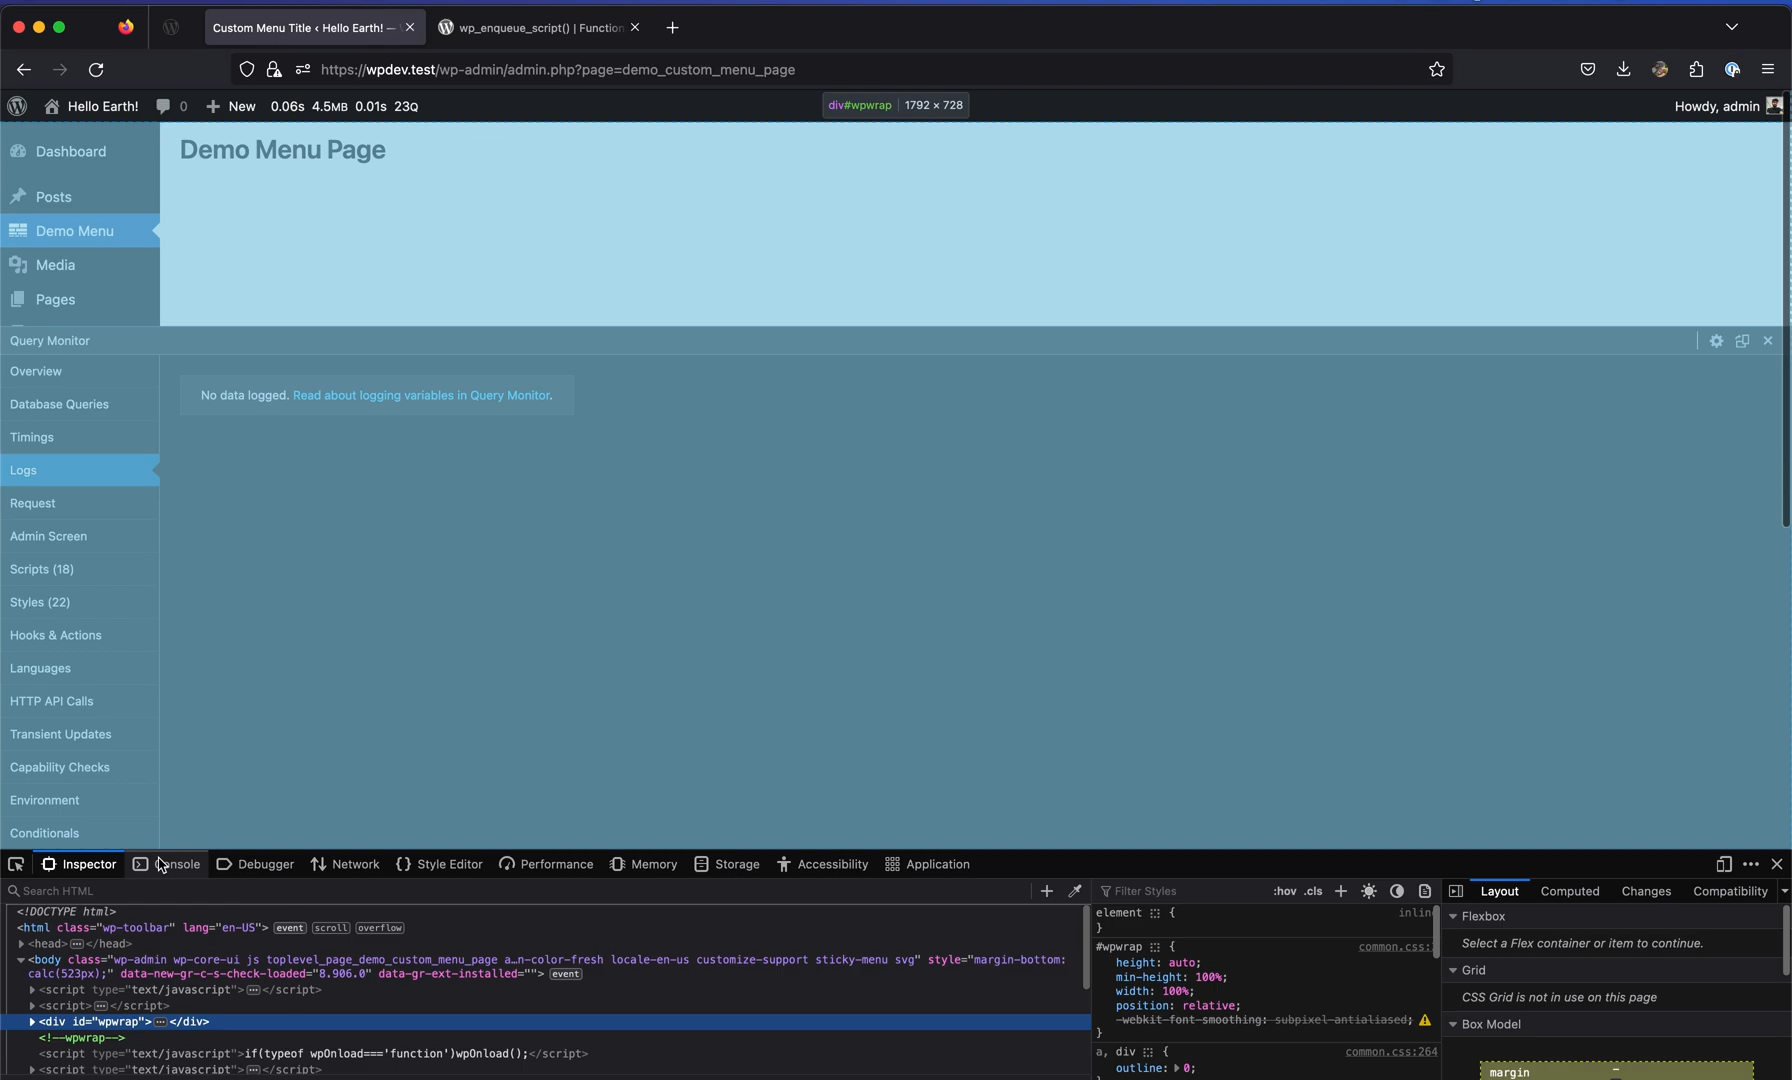 Custom Menu Title ‹ Hello Earth! —
wp_enqueue_script() | Function
https://wpdev.test/wp-admin/admin.php?page=demo_custom_menu_page
Hello Earth! 0 New 0.06s 4.5MB 0.01s 23Q
div#wpwrap 1792 × 728
Howdy, admin
Dashboard
Posts
Demo Menu
Media
Pages
Demo Menu Page
Query Monitor
Overview
Database Queries
Timings
Logs
Request
Admin Screen
Scripts (18)
Styles (22)
Hooks & Actions
Languages
HTTP API Calls
Transient Updates
Capability Checks
Environment
Conditionals
No data logged. Read about logging variables in Query Monitor.
Inspector Console Debugger Network Style Editor Performance Memory Storage Accessibility Application
Search HTML
<!DOCTYPE html>
<html class="wp-toolbar" lang="en-US"> event scroll overflow
<head> ••• </head>
<body class="wp-admin wp-core-ui js toplevel_page_demo_custom_menu_page a…n-color-fresh locale-en-us customize-support sticky-menu svg" style="margin-bottom:
calc(523px);" data-new-gr-c-s-check-loaded="8.906.0" data-gr-ext-installed=""> event
<script type="text/javascript"> ••• </script>
<script> ••• </script>
<div id="wpwrap"> ••• </div>
<!--wpwrap-->
<script type="text/javascript">if(typeof wpOnload==='function')wpOnload();</script>
<script type="text/javascript"> ••• </script>
Filter Styles :hov .cls
element { inline
}
#wpwrap { common.css:
height: auto;
min-height: 100%;
width: 100%;
position: relative;
-webkit-font-smoothing: subpixel-antialiased;
}
a, div { common.css:264
outline: 0;
Layout Computed Changes Compatibility
Flexbox
Select a Flex container or item to continue.
Grid
CSS Grid is not in use on this page
Box Model
margin –